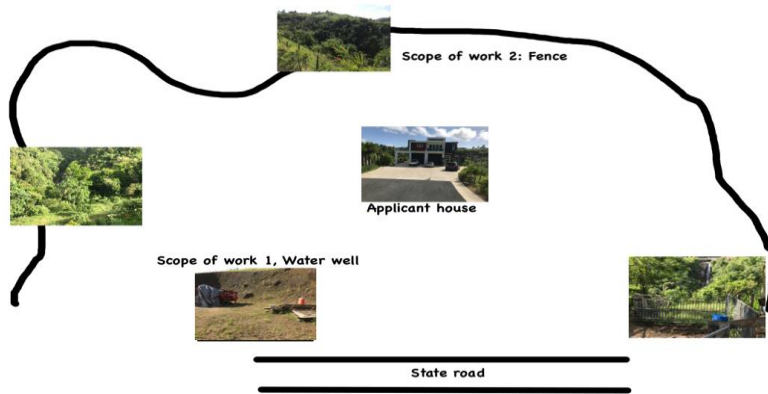 Scope of work 2: Fence
Applicant house
Scope of work 1, Water well
State road